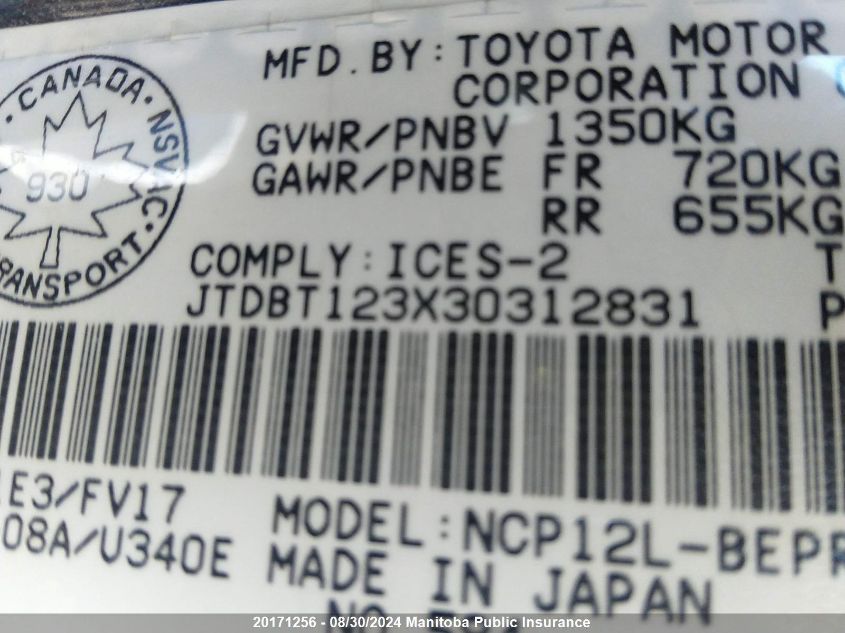 MFD.BY:TOYOTA MOTOR
CORPORATION
CANADA
NSVAC
930
TRANSPORT
GVWR/PNBV 1350KG
GAWR/PNBE FR 720KG
RR 655KG
COMPLY:ICES-2 T
JTDBT123X30312831 P
E3/FV17
08A/U340E
MODEL:NCP12L-BEPR
MADE IN JAPAN
20171256 - 08/30/2024 Manitoba Public Insurance